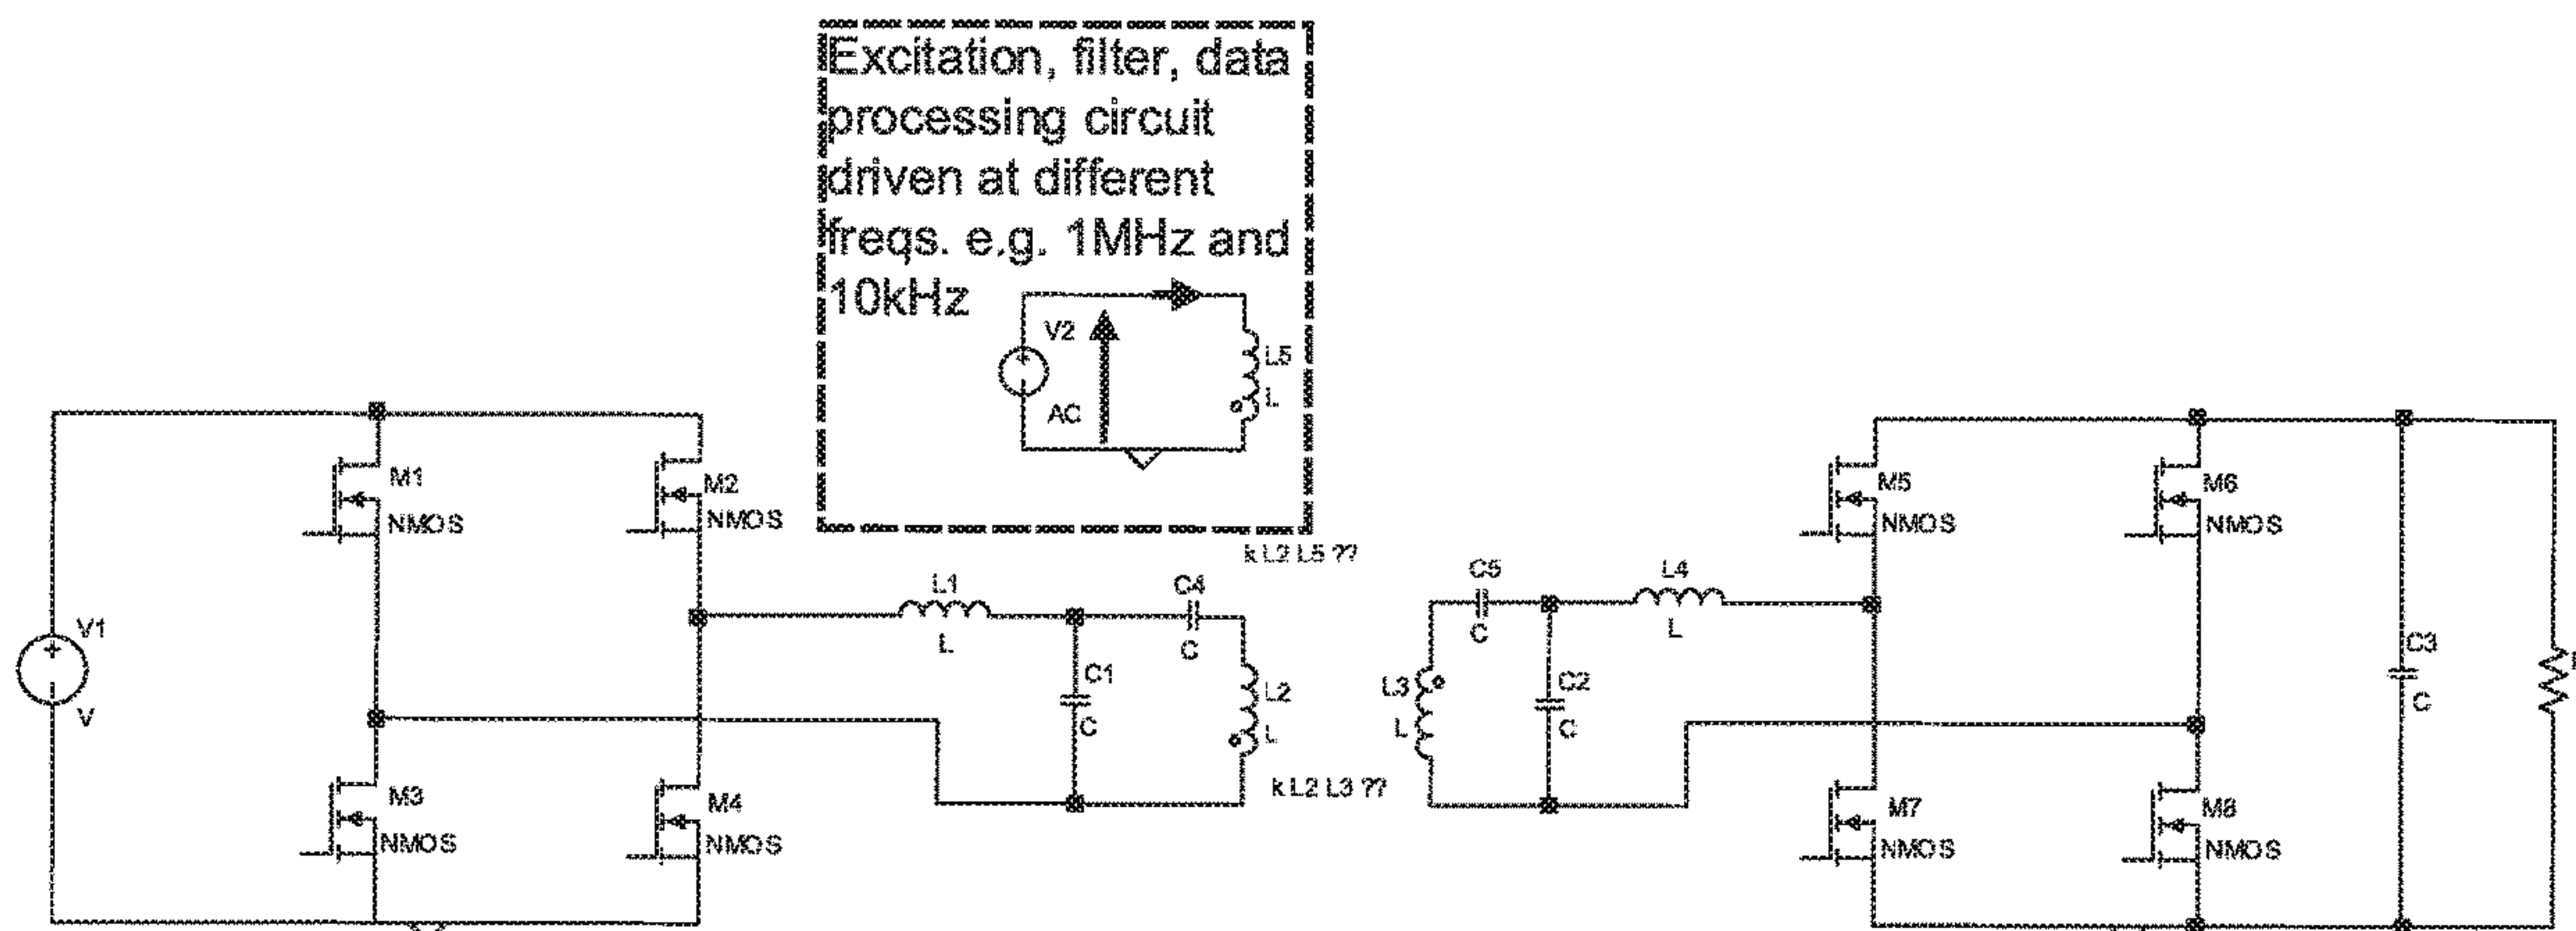 Excitation, filter, data
processing circuit
driven at different
freqs. e.g. 1MHz and
10kHz
V2
AC
L5
L
k L2 L5 ??
V1
V
M1
NMOS
M2
NMOS
M3
NMOS
M4
NMOS
L1
L
C1
C
C4
C
L2
L
k L2 L3 ??
L3
L
C5
C
C2
C
L4
L
M5
NMOS
M6
NMOS
M7
NMOS
M8
NMOS
C3
C